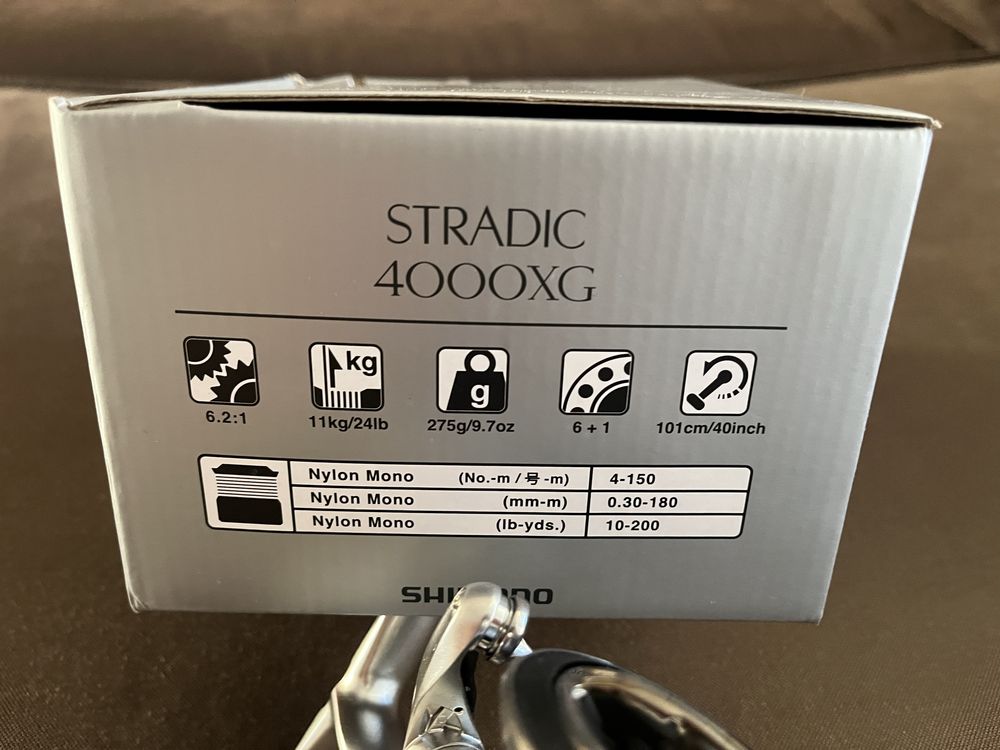 STRADIC
4000XG
kg
g
6.2:1
11kg/24lb
275g/9.7oz
6 + 1
101cm/40inch
Nylon Mono (No.-m / 号 -m) 4-150
Nylon Mono (mm-m) 0.30-180
Nylon Mono (lb-yds.) 10-200